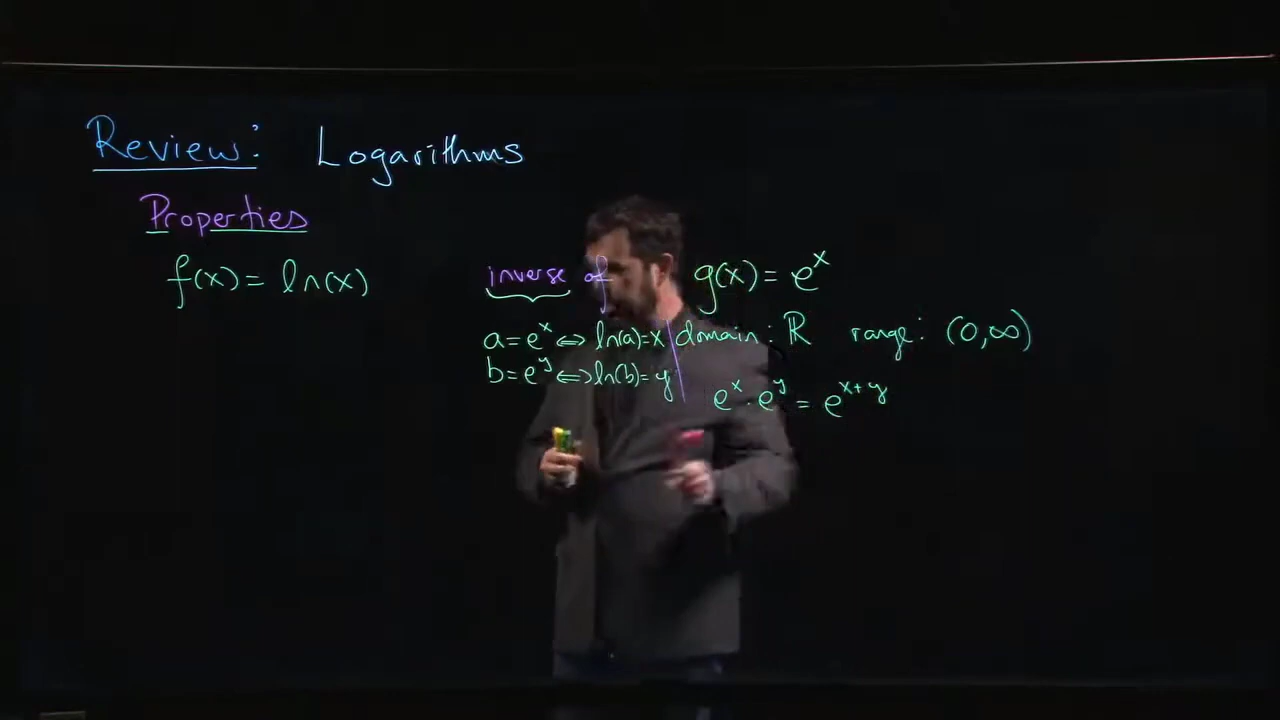 Review: Logarithms
Properties
f(x) = ln(x) inverse of g(x) = e^x
a = e^x ⇔ ln(a) = x | domain: ℝ range: (0,∞)
b = e^y ⇔ ln(b) = y
e^x · e^y = e^{x+y}